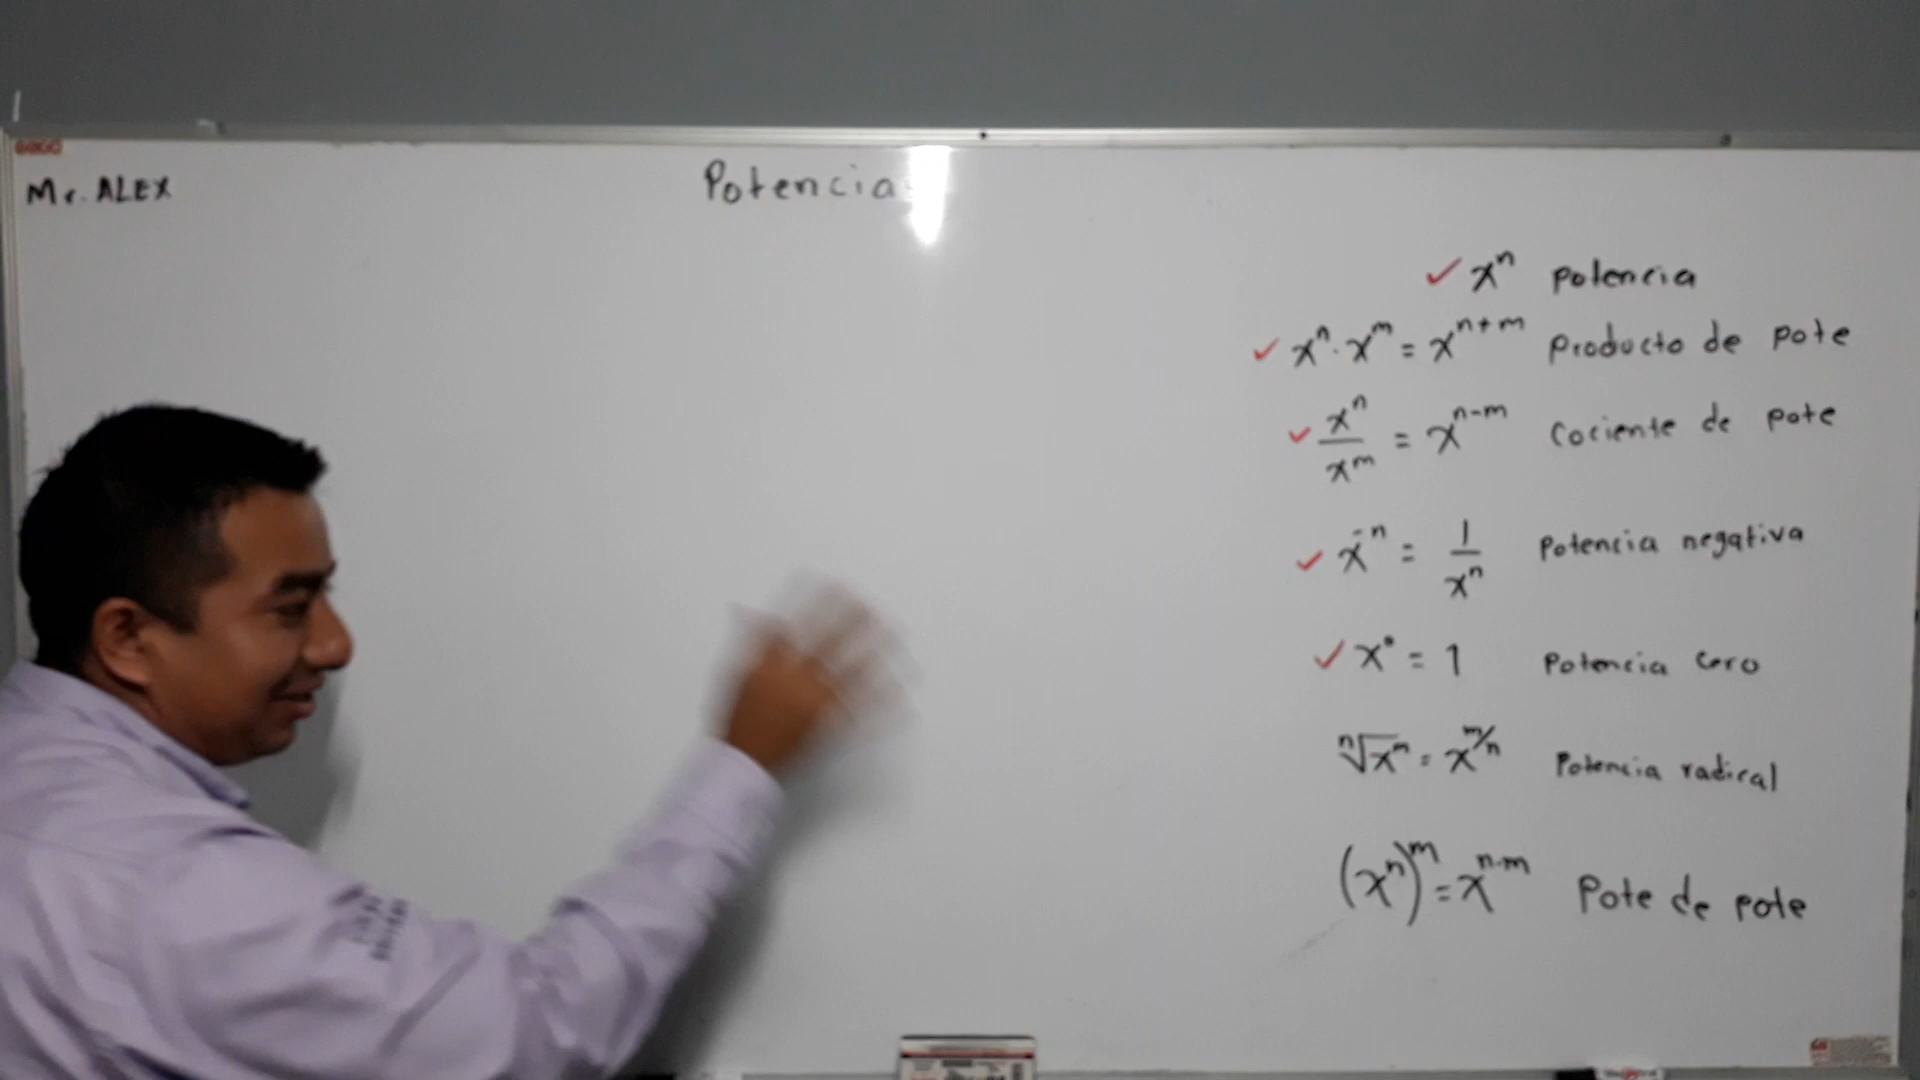 Mr. ALEX
Potencia
✓ xⁿ potencia
✓ xⁿ · xᵐ = xⁿ⁺ᵐ Producto de pote
✓ xⁿ/xᵐ = xⁿ⁻ᵐ Cociente de pote
✓ x⁻ⁿ = 1/xⁿ Potencia negativa
✓ x⁰ = 1 Potencia cero
ⁿ√xᵐ = x^(m/n) Potencia radical
(xⁿ)ᵐ = x^(n·m) Pote de pote